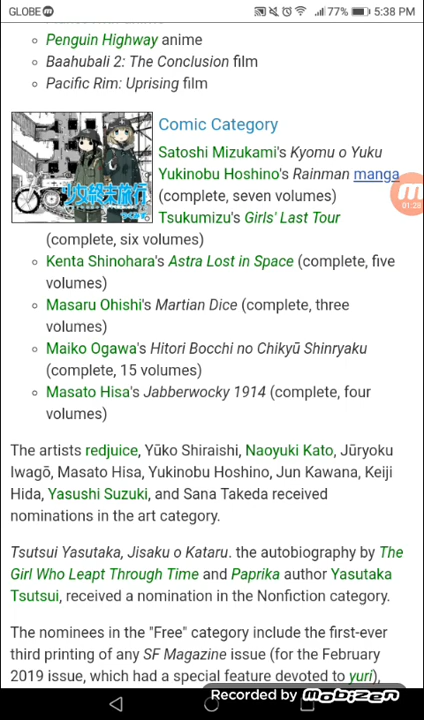 GLOBE
77%
5:38 PM
Penguin Highway anime
Baahubali 2: The Conclusion film
Pacific Rim: Uprising film
少女終末旅行
Comic Category
Satoshi Mizukami's Kyomu o Yuku
Yukinobu Hoshino's Rainman manga
(complete, seven volumes)
01:28
Tsukumizu's Girls' Last Tour
(complete, six volumes)
Kenta Shinohara's Astra Lost in Space (complete, five
volumes)
Masaru Ohishi's Martian Dice (complete, three
volumes)
Maiko Ogawa's Hitori Bocchi no Chikyū Shinryaku
(complete, 15 volumes)
Masato Hisa's Jabberwocky 1914 (complete, four
volumes)
The artists redjuice, Yūko Shiraishi, Naoyuki Kato, Jūryoku
Iwagō, Masato Hisa, Yukinobu Hoshino, Jun Kawana, Keiji
Hida, Yasushi Suzuki, and Sana Takeda received
nominations in the art category.
Tsutsui Yasutaka, Jisaku o Kataru. the autobiography by The
Girl Who Leapt Through Time and Paprika author Yasutaka
Tsutsui, received a nomination in the Nonfiction category.
The nominees in the "Free" category include the first-ever
third printing of any SF Magazine issue (for the February
2019 issue, which had a special feature devoted to yuri),
Recorded by mobizen